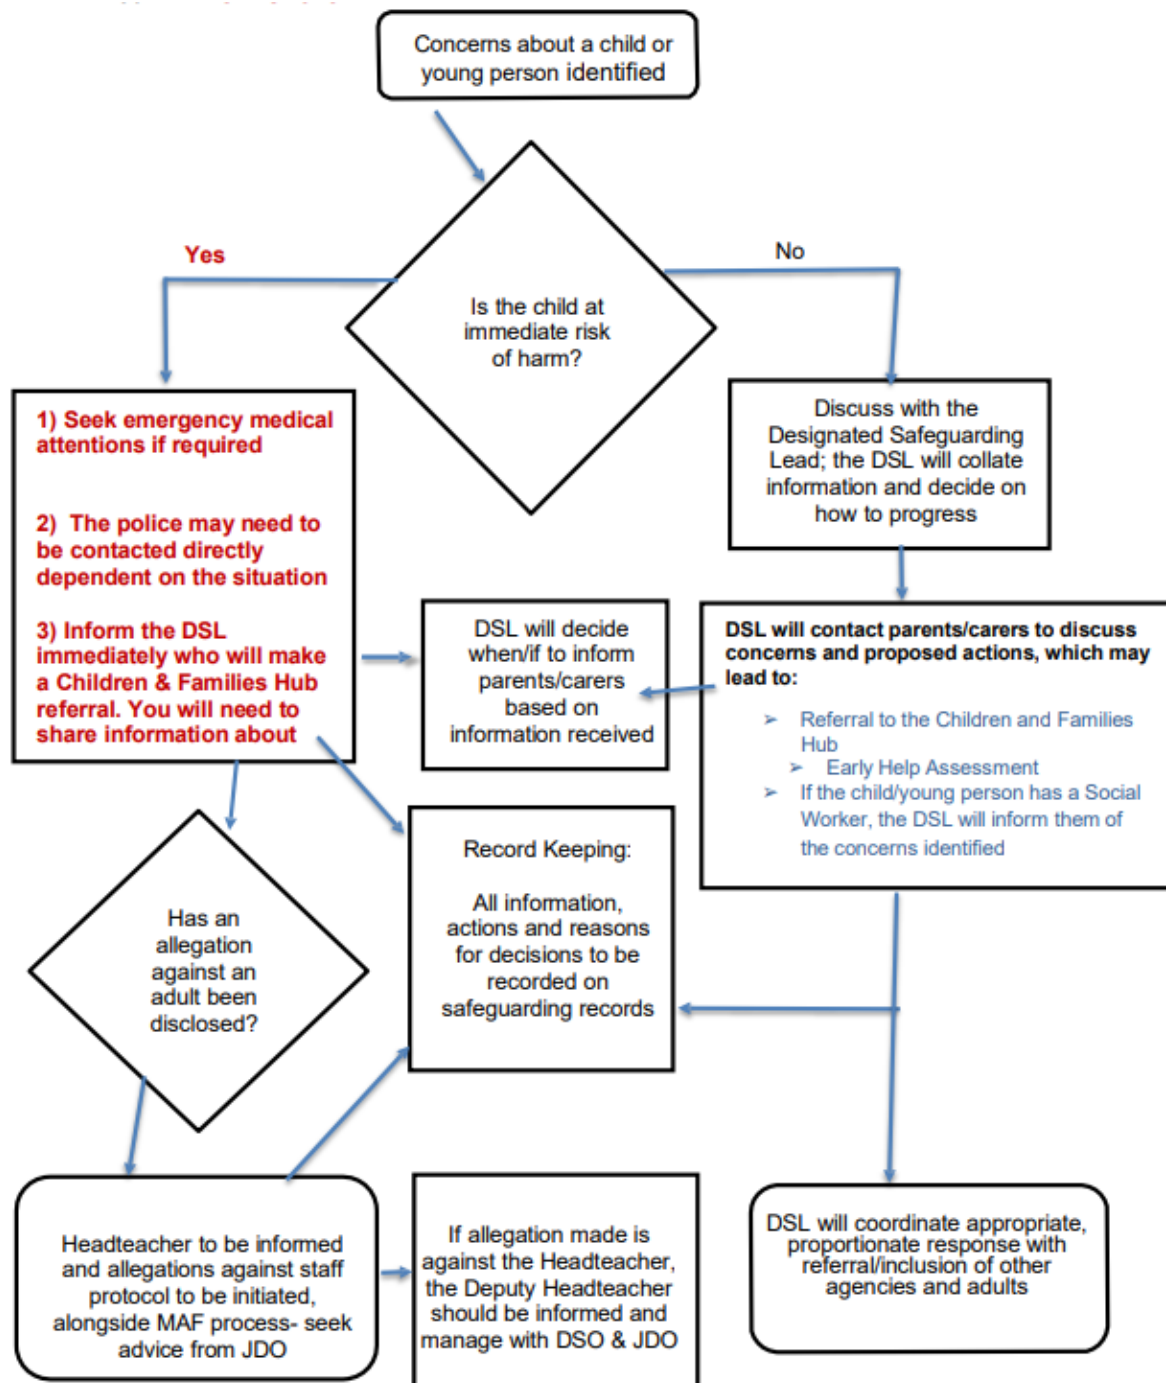 Concerns about a child or
young person identified
Yes
No
Is the child at
immediate risk
of harm?
1) Seek emergency medical
attentions if required
2) The police may need to
be contacted directly
dependent on the situation
3) Inform the DSL
immediately who will make
a Children & Families Hub
referral. You will need to
share information about
Discuss with the
Designated Safeguarding
Lead; the DSL will collate
information and decide on
how to progress
DSL will decide
when/if to inform
parents/carers
based on
information received
DSL will contact parents/carers to discuss
concerns and proposed actions, which may
lead to:
➢ Referral to the Children and Families
Hub
➢ Early Help Assessment
➢ If the child/young person has a Social
Worker, the DSL will inform them of
the concerns identified
Record Keeping:
All information,
actions and reasons
for decisions to be
recorded on
safeguarding records
Has an
allegation
against an
adult been
disclosed?
Headteacher to be informed
and allegations against staff
protocol to be initiated,
alongside MAF process- seek
advice from JDO
If allegation made is
against the Headteacher,
the Deputy Headteacher
should be informed and
manage with DSO & JDO
DSL will coordinate appropriate,
proportionate response with
referral/inclusion of other
agencies and adults